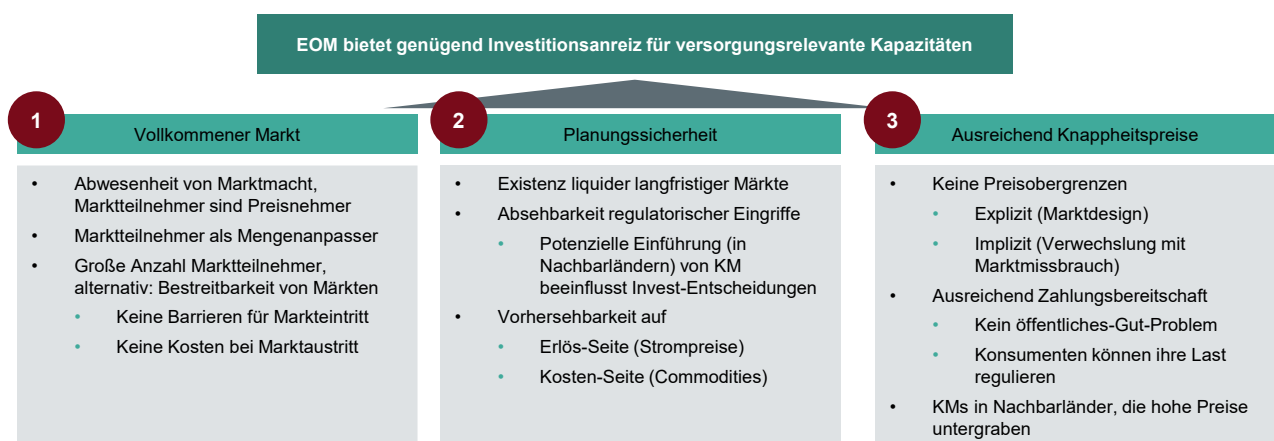 EOM bietet genügend Investitionsanreiz für versorgungsrelevante Kapazitäten
1
Vollkommener Markt
• Abwesenheit von Marktmacht,
Marktteilnehmer sind Preisnehmer
• Marktteilnehmer als Mengenanpasser
• Große Anzahl Marktteilnehmer,
alternativ: Bestreitbarkeit von Märkten
• Keine Barrieren für Markteintritt
• Keine Kosten bei Marktaustritt
2
Planungssicherheit
• Existenz liquider langfristiger Märkte
• Absehbarkeit regulatorischer Eingriffe
• Potenzielle Einführung (in
Nachbarländern) von KM
beeinflusst Invest-Entscheidungen
• Vorhersehbarkeit auf
• Erlös-Seite (Strompreise)
• Kosten-Seite (Commodities)
3
Ausreichend Knappheitspreise
• Keine Preisobergrenzen
• Explizit (Marktdesign)
• Implizit (Verwechslung mit
Marktmissbrauch)
• Ausreichend Zahlungsbereitschaft
• Kein öffentliches-Gut-Problem
• Konsumenten können ihre Last
regulieren
• KMs in Nachbarländer, die hohe Preise
untergraben